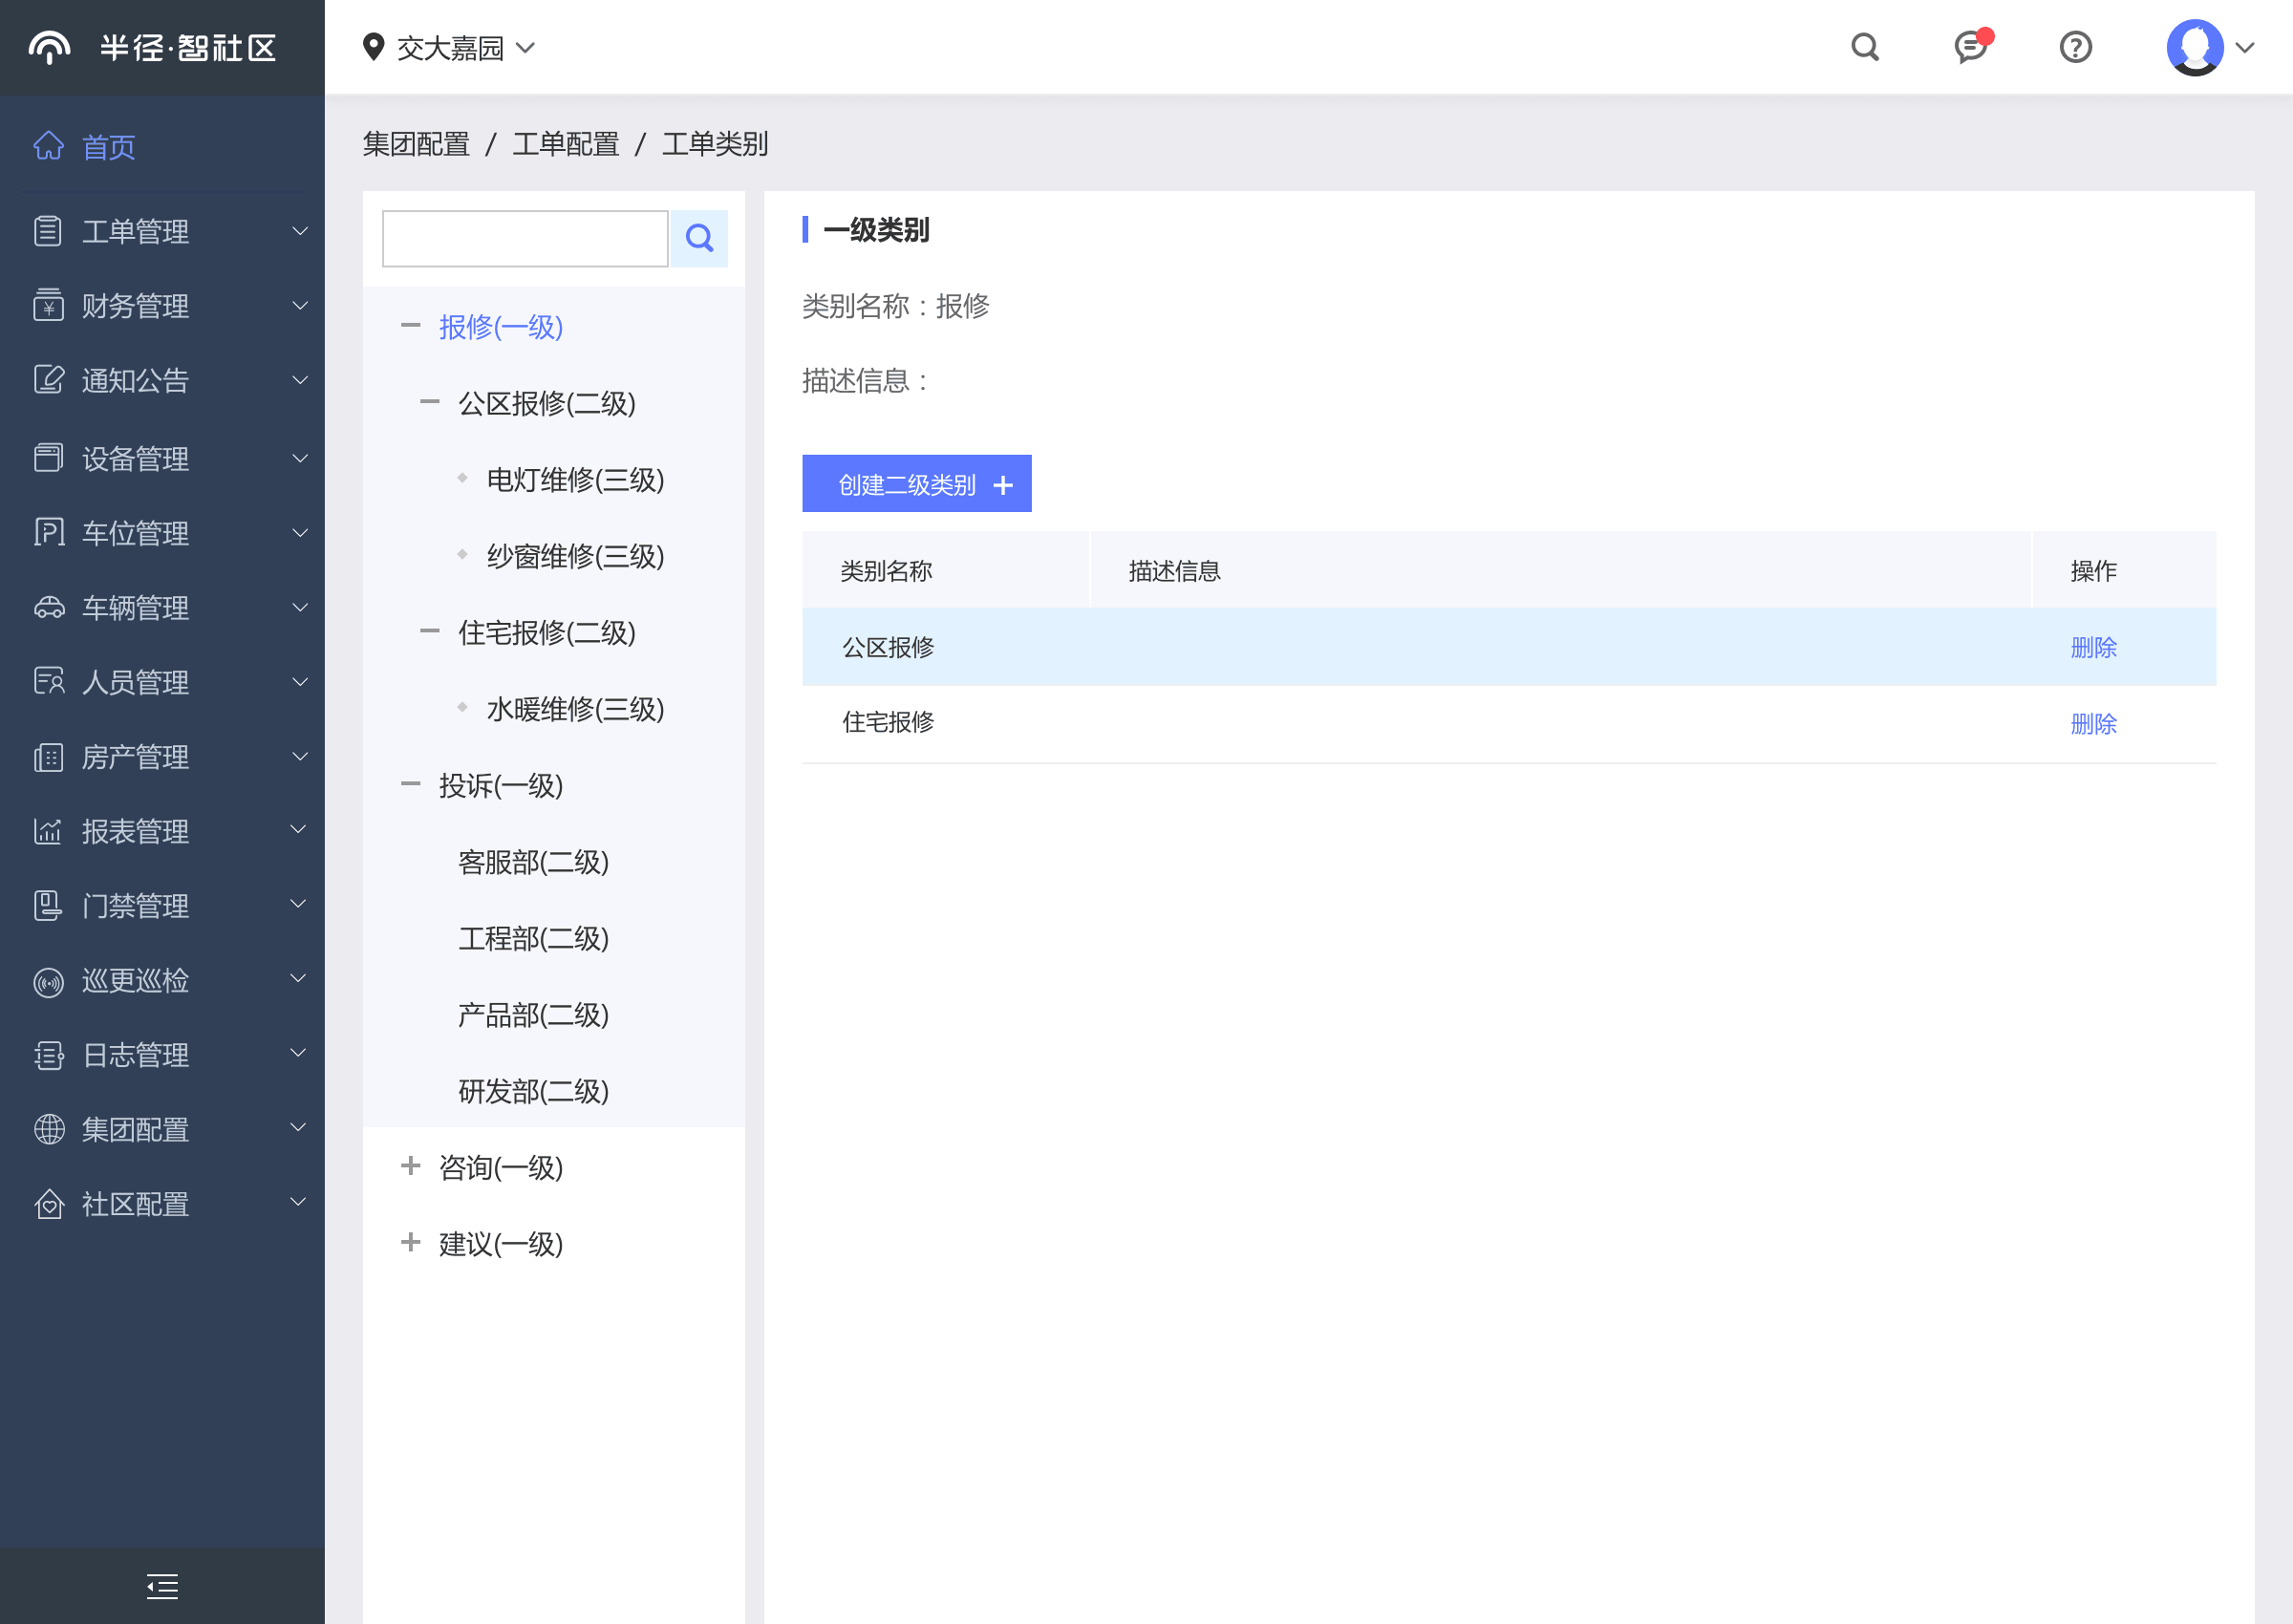 半径·智社区
交大嘉园
首页
工单管理
财务管理
通知公告
设备管理
车位管理
车辆管理
人员管理
房产管理
报表管理
门禁管理
巡更巡检
日志管理
集团配置
社区配置
集团配置 / 工单配置 / 工单类别
报修(一级)
公区报修(二级)
电灯维修(三级)
纱窗维修(三级)
住宅报修(二级)
水暖维修(三级)
投诉(一级)
客服部(二级)
工程部(二级)
产品部(二级)
研发部(二级)
咨询(一级)
建议(一级)
一级类别
类别名称：报修
描述信息：
创建二级类别 +
类别名称 描述信息 操作
公区报修 删除
住宅报修 删除